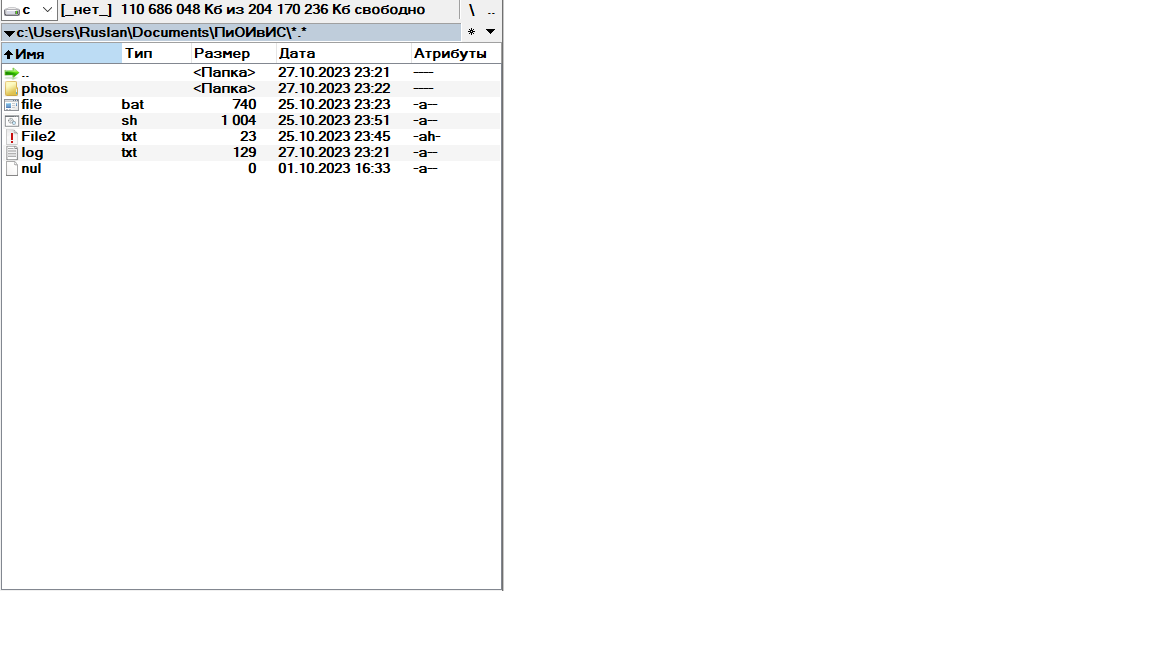 c [_нет_] 110 686 048 Кб из 204 170 236 Кб свободно \ ..
c:\Users\Ruslan\Documents\ПиОИвИС\*.* *
Имя Тип Размер Дата Атрибуты
.. <Папка> 27.10.2023 23:21 ----
photos <Папка> 27.10.2023 23:22 ----
file bat 740 25.10.2023 23:23 -a--
file sh 1 004 25.10.2023 23:51 -a--
File2 txt 23 25.10.2023 23:45 -ah-
log txt 129 27.10.2023 23:21 -a--
nul 0 01.10.2023 16:33 -a--